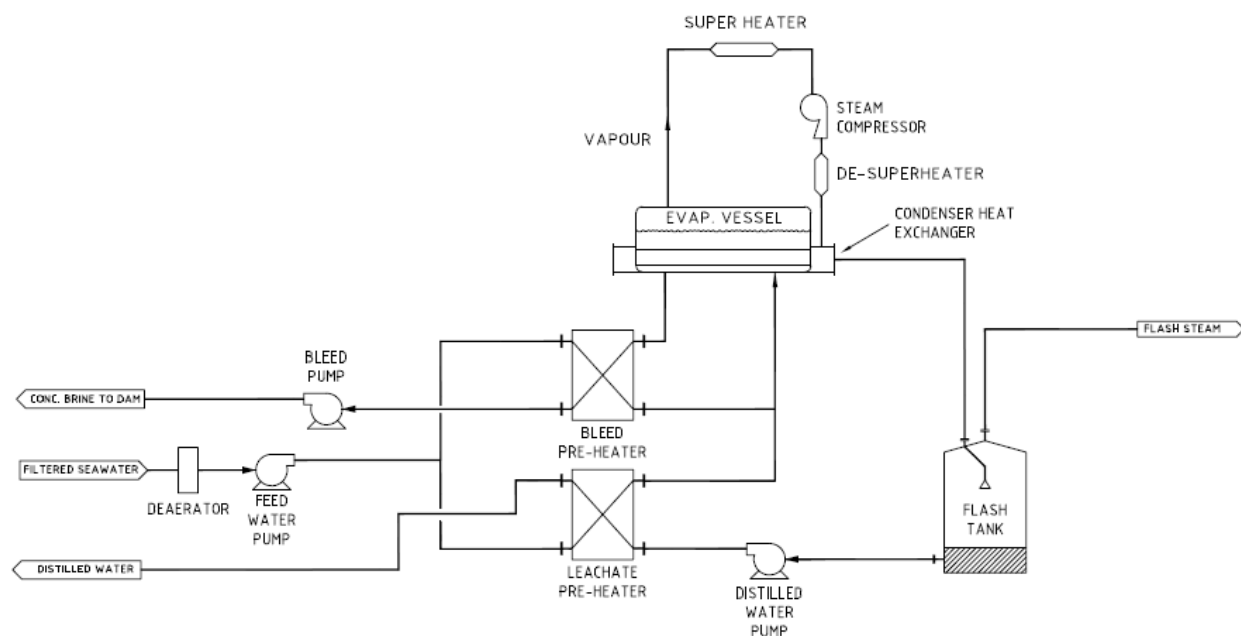 SUPER HEATER
STEAM
COMPRESSOR
VAPOUR
DE-SUPERHEATER
EVAP. VESSEL
CONDENSER HEAT
EXCHANGER
FLASH STEAM
BLEED
PUMP
CONC. BRINE TO DAM
BLEED
PRE-HEATER
FILTERED SEAWATER
DEAERATOR
FEED
WATER
PUMP
FLASH
TANK
DISTILLED WATER
LEACHATE
PRE-HEATER
DISTILLED
WATER
PUMP